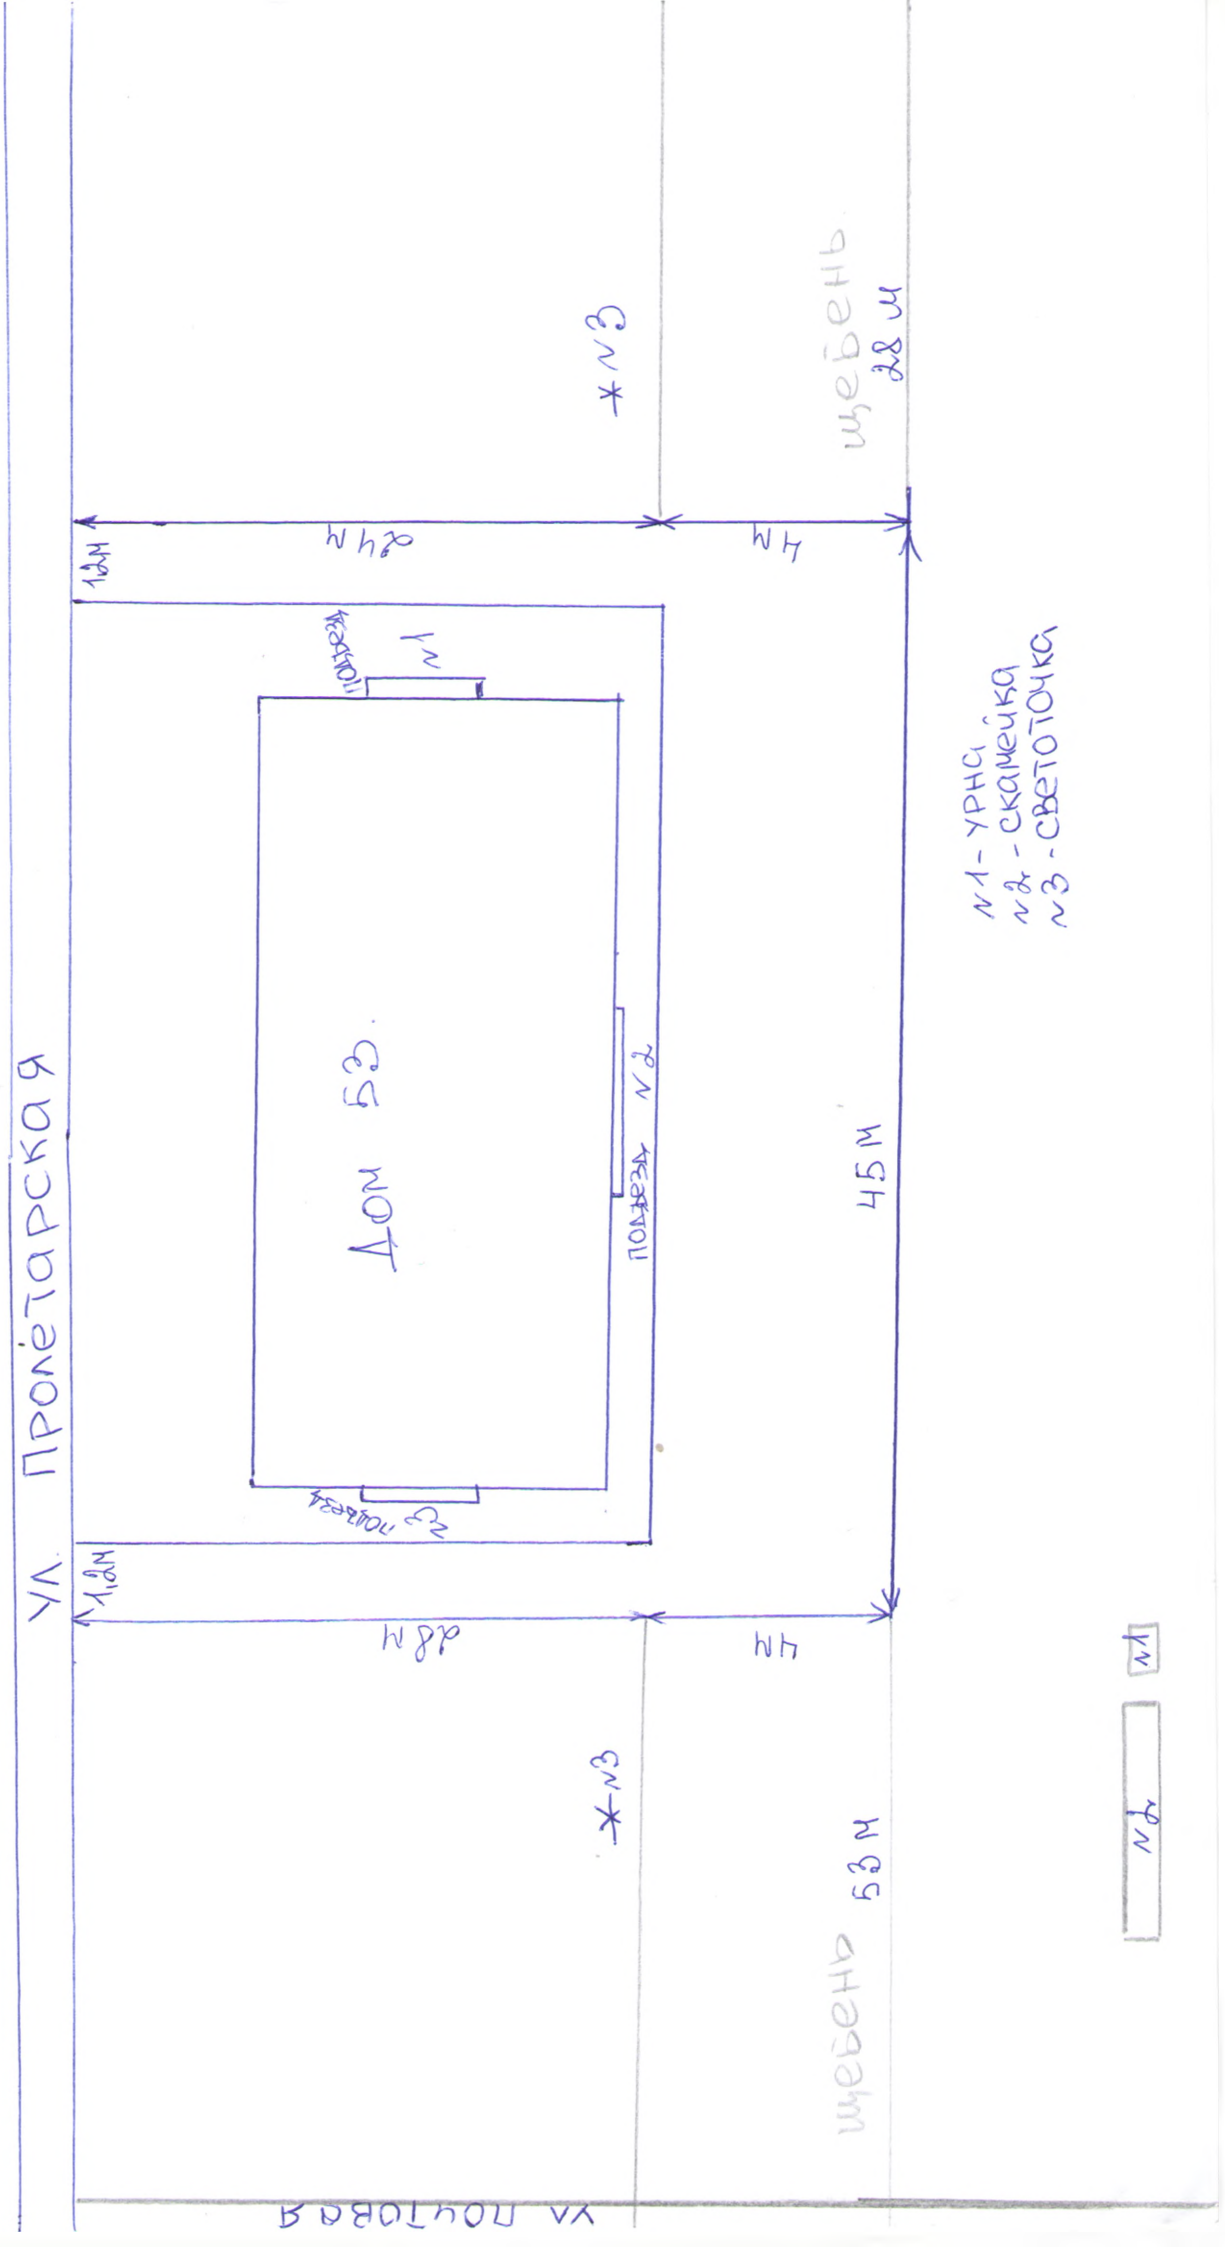 ул. Пролетарская
1,2м
1,2м
28м
24м
4м
4м
Дом 53.
подъезд
№3
подъезд №2
подъезд
№1
* №3
* №3
щебень 53 м
45 м
щебень
28 м
№1 - урна
№2 - скамейка
№3 - светоточка
№2
№1
ул почтовая